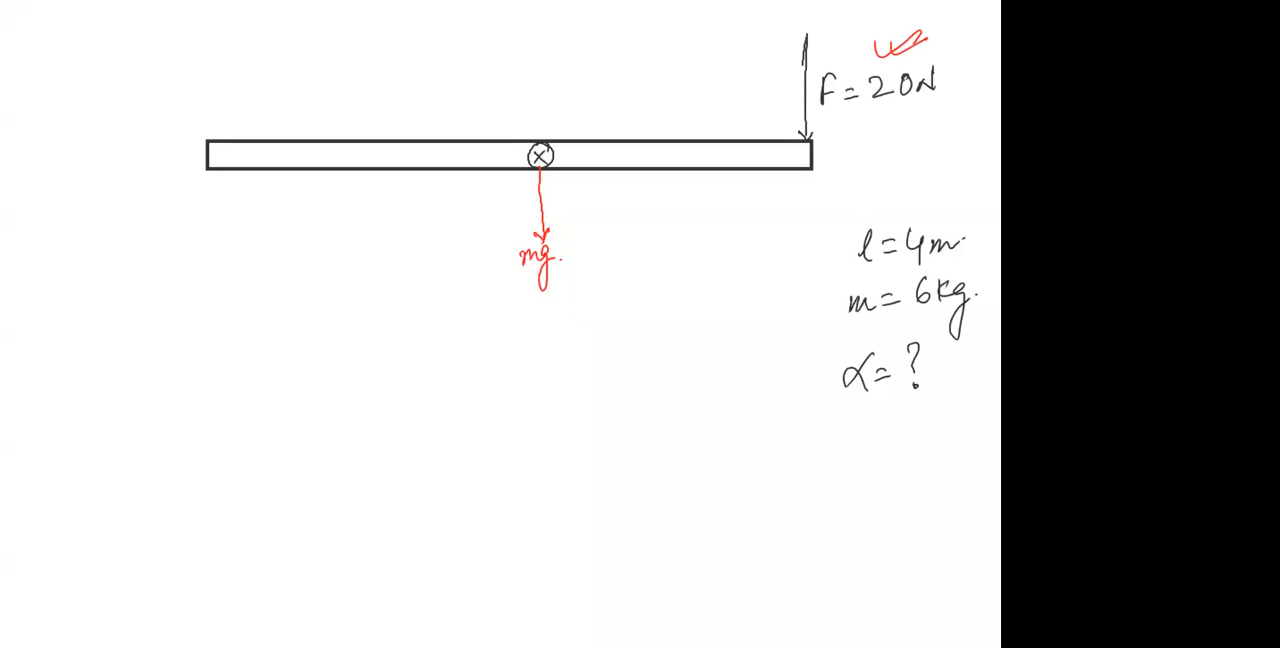 F = 20N
mg.
l = 4m.
m = 6kg.
α = ?